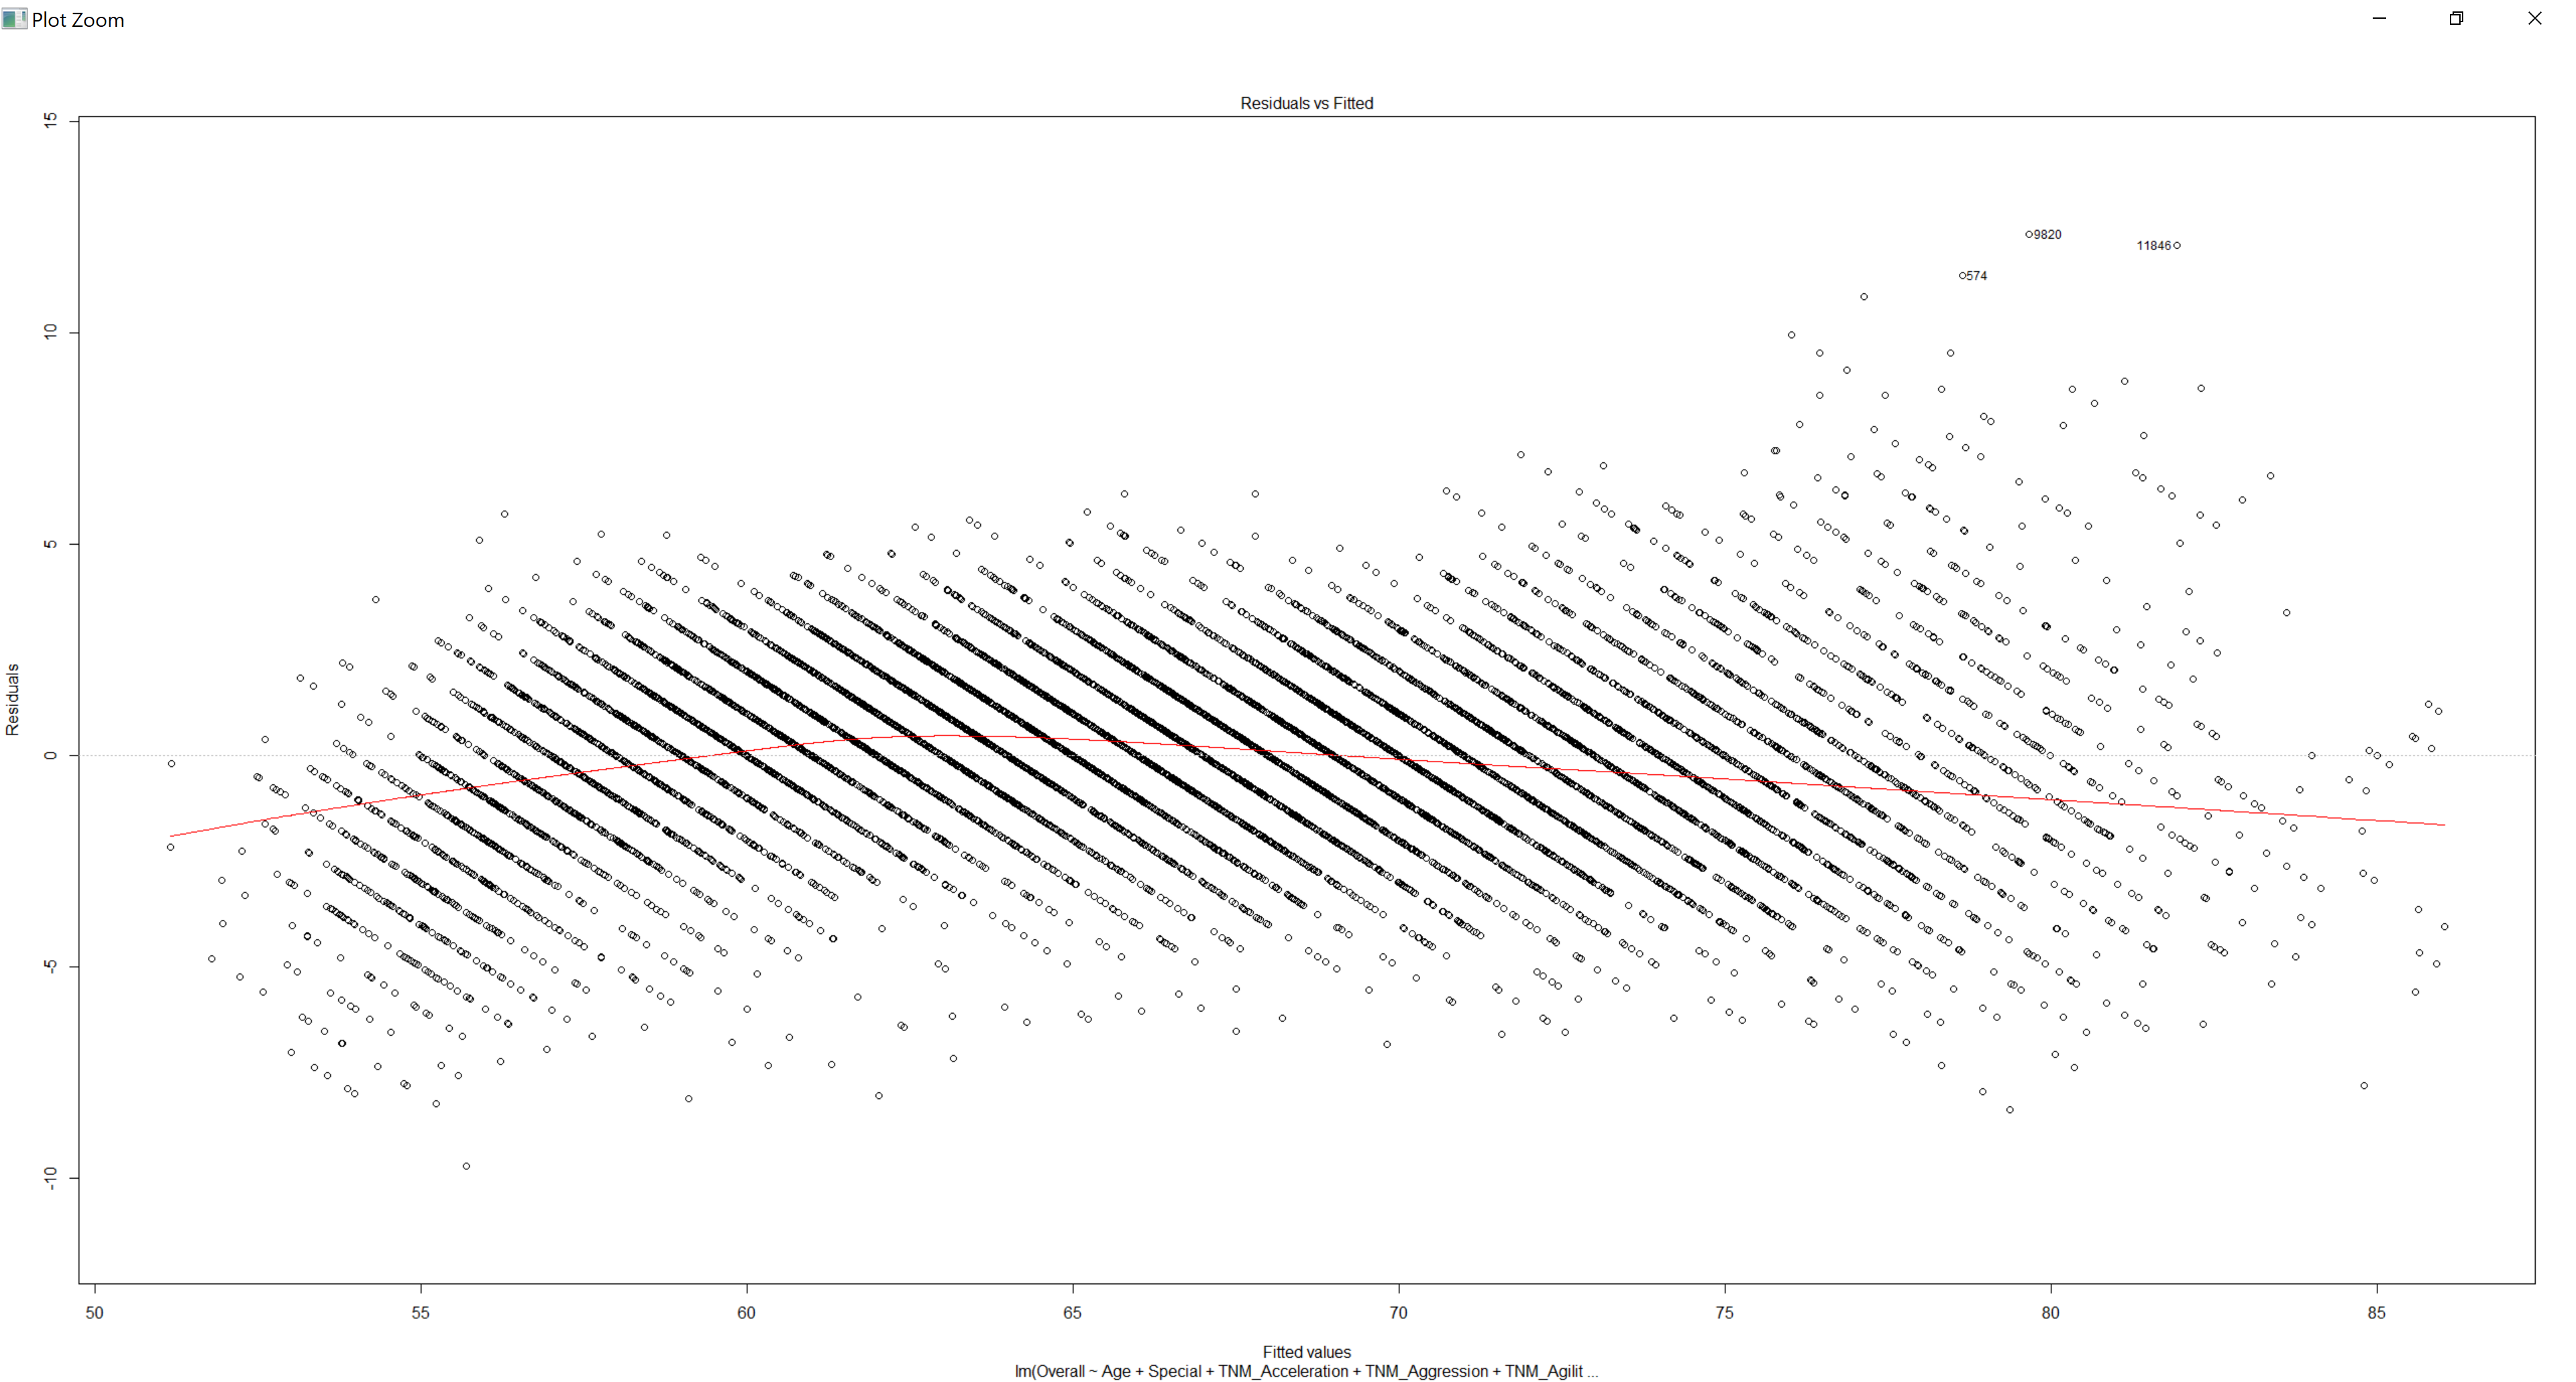 Plot Zoom
Residuals vs Fitted
15
10
5
0
-5
-10
Residuals
9820
11846
574
50 55 60 65 70 75 80 85
Fitted values
lm(Overall ~ Age + Special + TNM_Acceleration + TNM_Aggression + TNM_Agilit ...